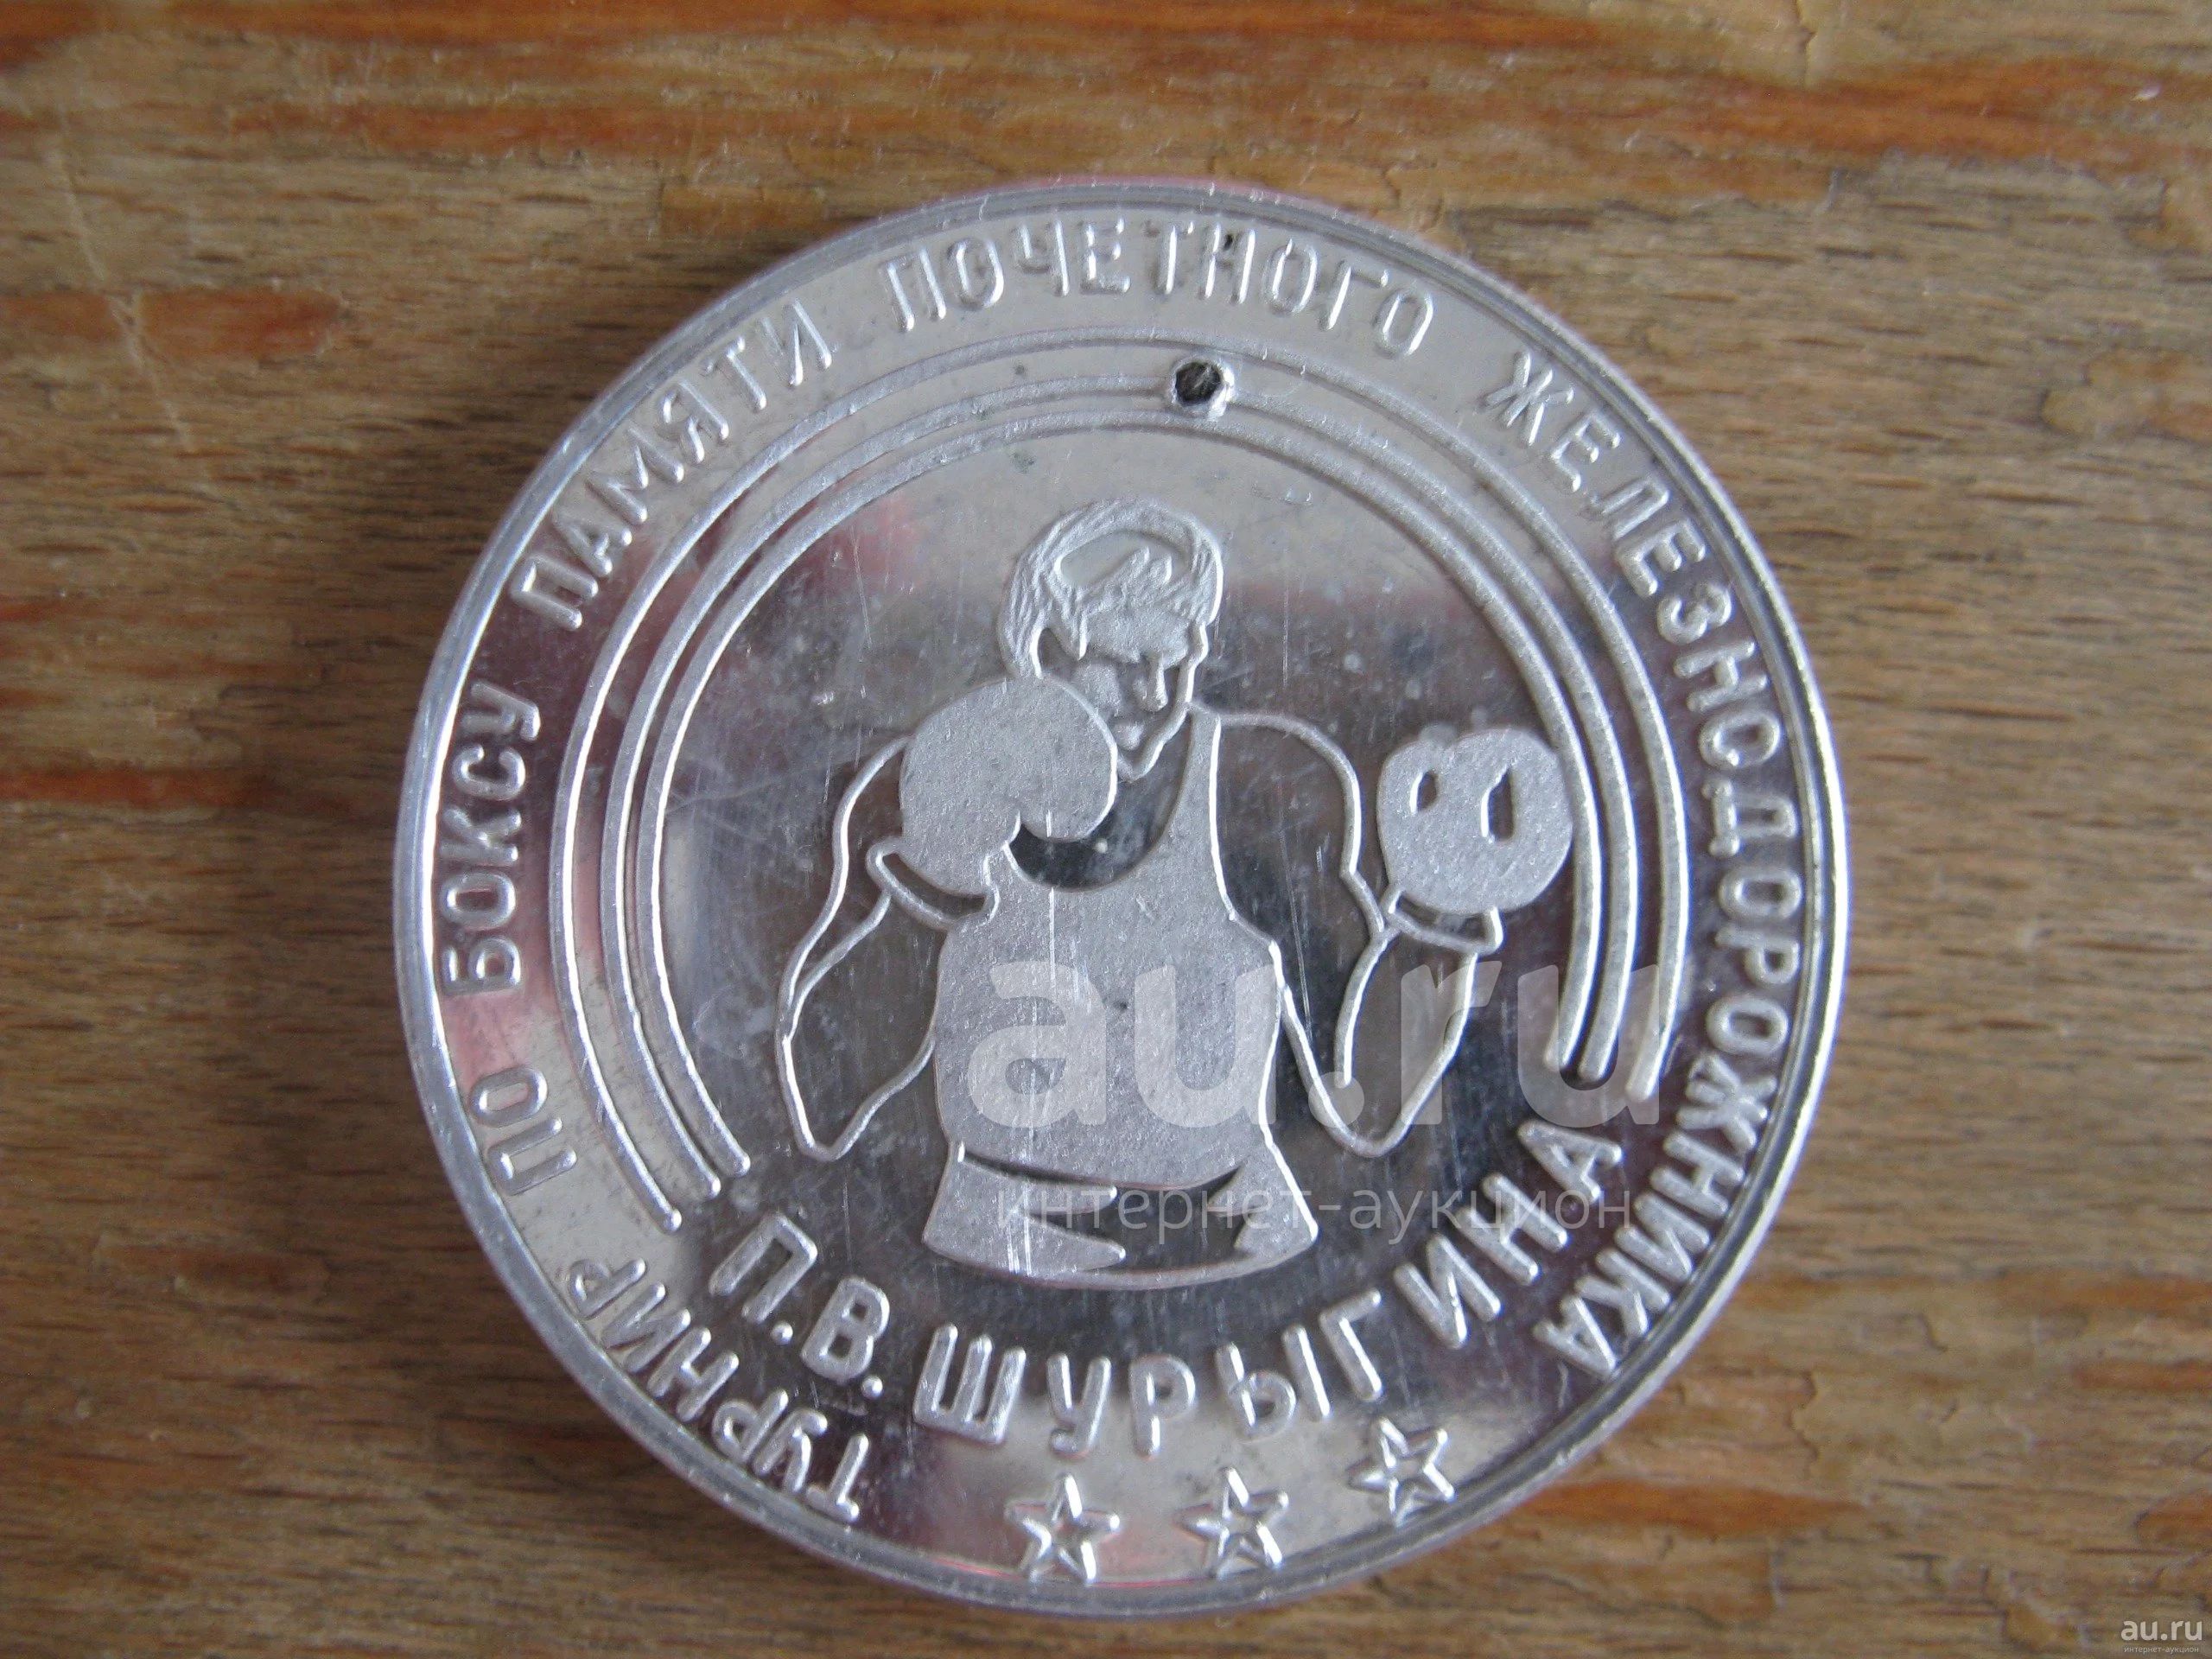 ТУРНИР ПО БОКСУ ПАМЯТИ ПОЧЕТНОГО ЖЕЛЕЗНОДОРОЖНИКА
П.В. ШУРЫГИНА
au.ru
интернет-аукцион
au.ru
интернет-аукцион